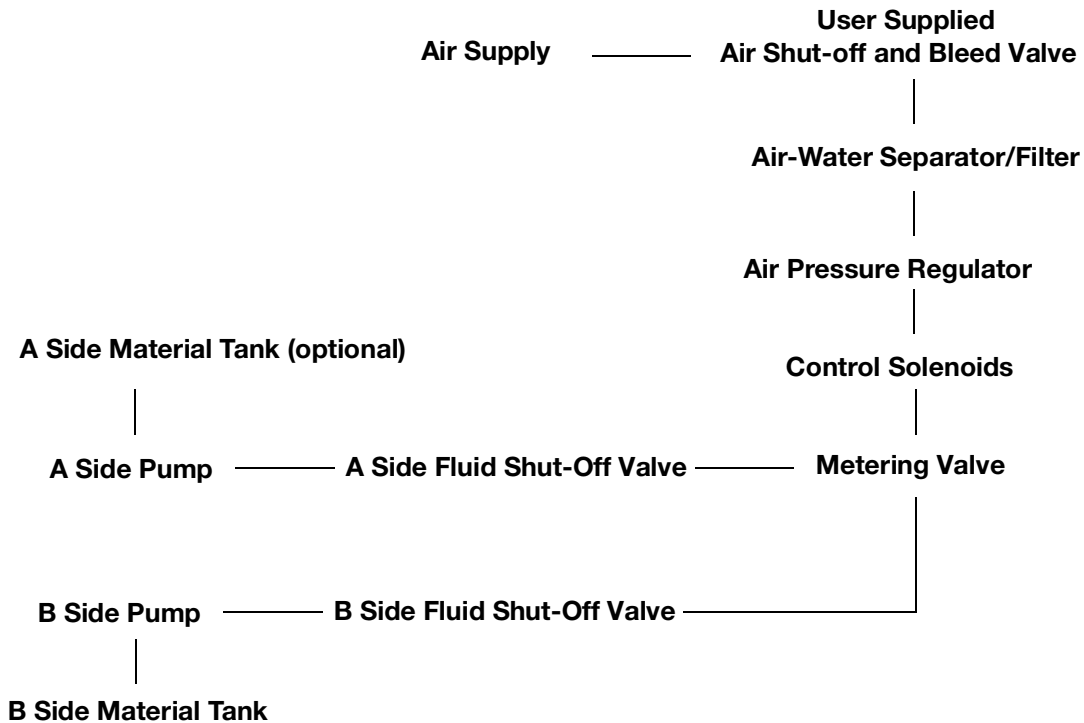 User Supplied
Air Supply
Air Shut-off and Bleed Valve
Air-Water Separator/Filter
Air Pressure Regulator
A Side Material Tank (optional)
Control Solenoids
A Side Pump
A Side Fluid Shut-Off Valve
Metering Valve
B Side Pump
B Side Fluid Shut-Off Valve
B Side Material Tank